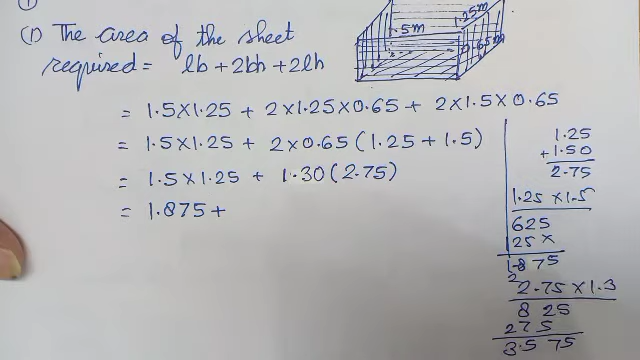 (1) The area of the sheet
required = lb + 2bh + 2lh
.5m
1.25m
0.65m
= 1.5×1.25 + 2×1.25×0.65 + 2×1.5×0.65
= 1.5×1.25 + 2×0.65(1.25 + 1.5)
= 1.5×1.25 + 1.30(2.75)
= 1.875 +
1.25
+1.50
2.75
1.25 ×1.5
625
125×
1.875
2
2.75×1.3
8 25
275
3.575